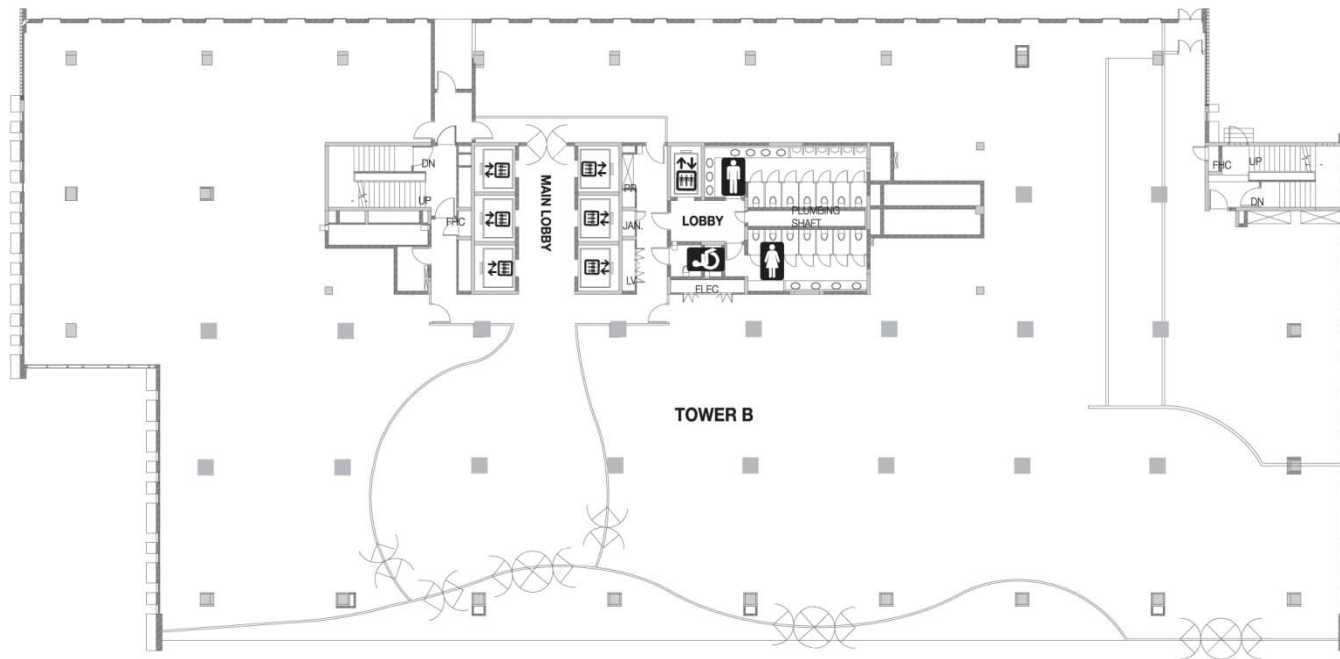 DN
UP
FHC
MAIN LOBBY
PR
JAN.
LV
LOBBY
PLUMBING
SHAFT
ELEC
FHC
UP
DN
TOWER B